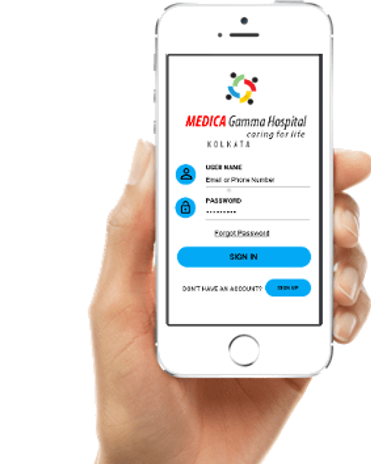 MEDICA Gamma Hospital
caring for life
KOLKATA
USER NAME
Email or Phone Number
PASSWORD
Forgot Password
SIGN IN
DON'T HAVE AN ACCOUNT? SIGN UP